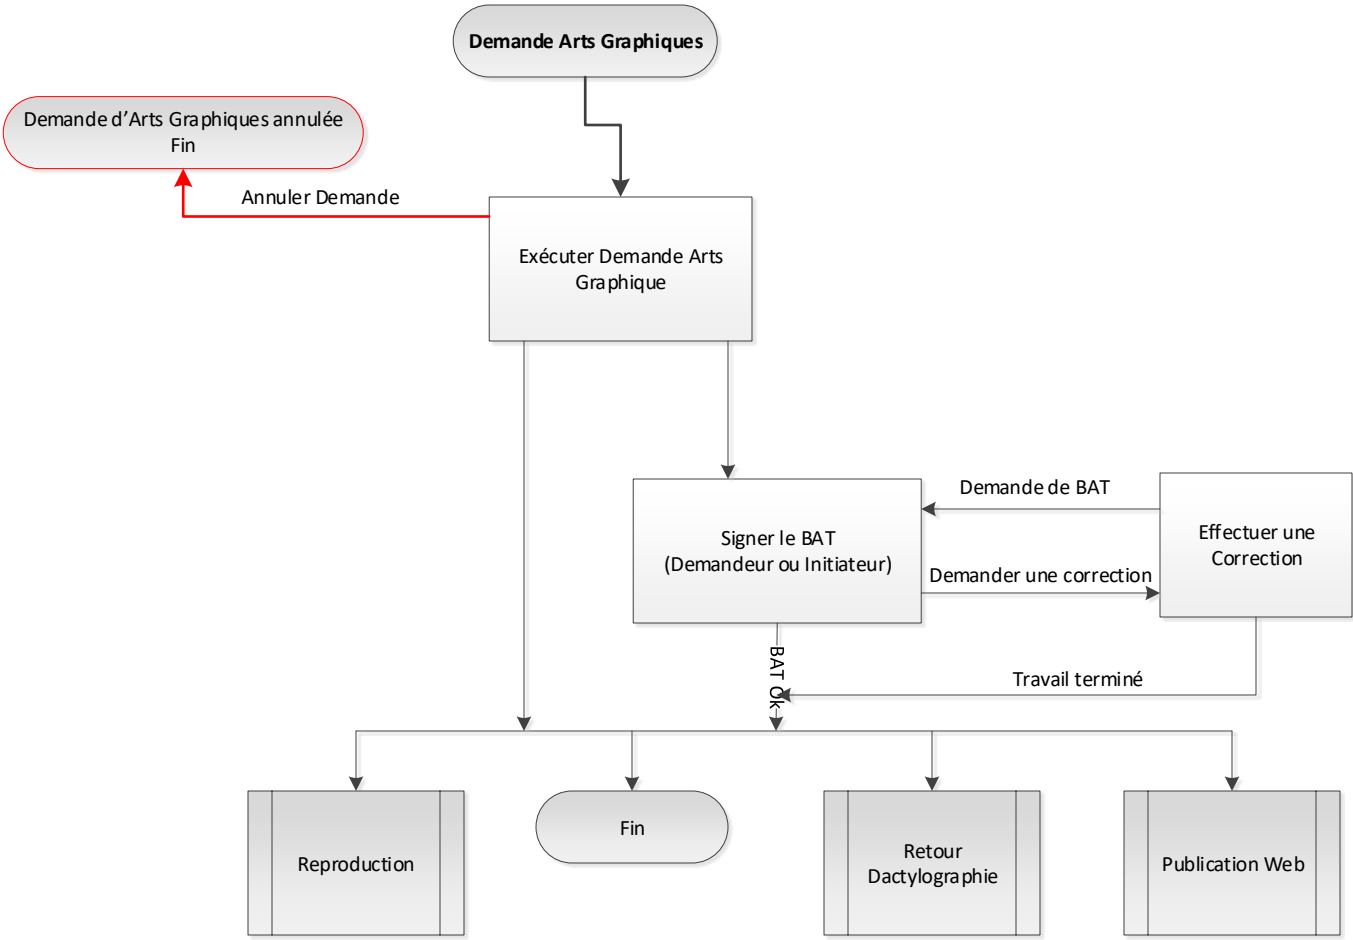 Demande Arts Graphiques
Demande d’Arts Graphiques annulée
Fin
Annuler Demande
Exécuter Demande Arts
Graphique
Demande de BAT
Signer le BAT
(Demandeur ou Initiateur)
Effectuer une
Correction
Demander une correction
BAT Ok
Travail terminé
Reproduction
Fin
Retour
Dactylographie
Publication Web